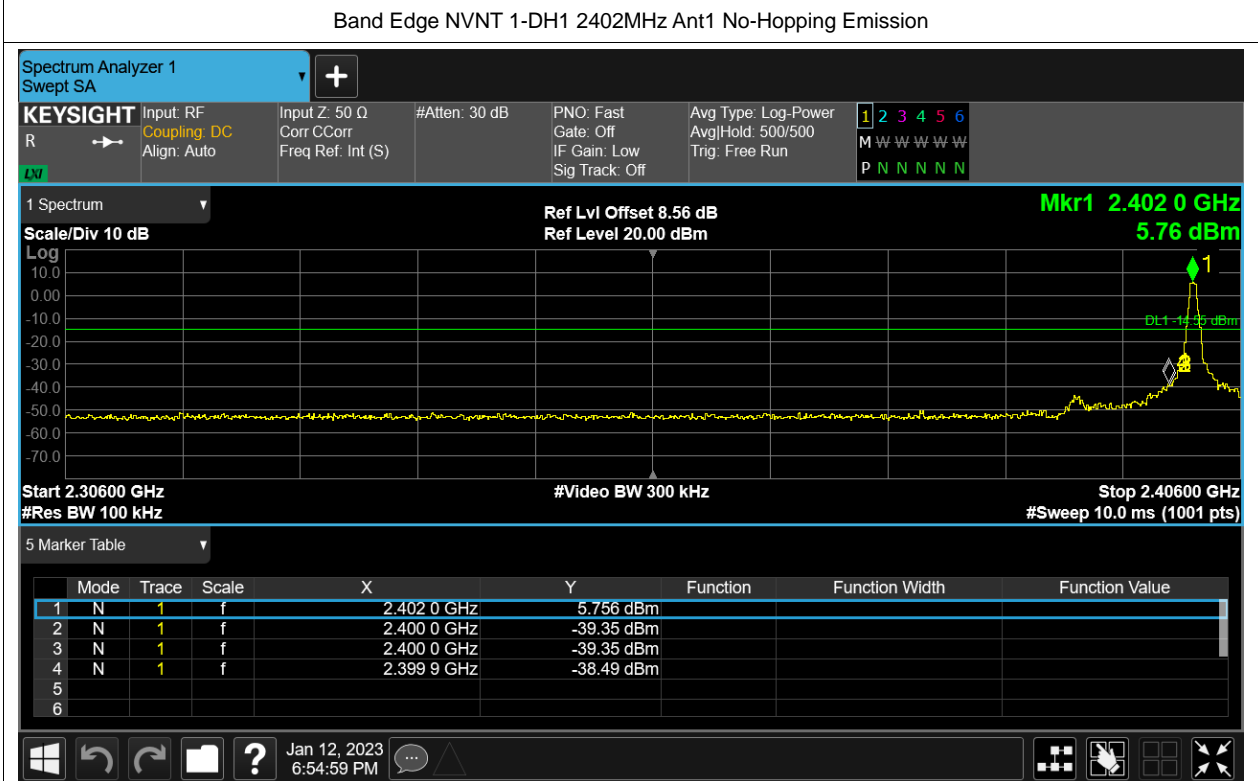 Band Edge NVNT 1-DH1 2402MHz Ant1 No-Hopping Emission
Spectrum Analyzer 1
Swept SA
KEYSIGHT
R
LXI
Input: RF
Coupling: DC
Align: Auto
Input Z: 50 Ω
Corr CCorr
Freq Ref: Int (S)
#Atten: 30 dB
PNO: Fast
Gate: Off
IF Gain: Low
Sig Track: Off
Avg Type: Log-Power
Avg|Hold: 500/500
Trig: Free Run
1 2 3 4 5 6
M W W W W W
P N N N N N
1 Spectrum
Scale/Div 10 dB
Ref Lvl Offset 8.56 dB
Ref Level 20.00 dBm
Mkr1 2.402 0 GHz
5.76 dBm
Log
10.0
0.00
-10.0
-20.0
-30.0
-40.0
-50.0
-60.0
-70.0
1
DL1 -14.55 dBm
Start 2.30600 GHz
#Res BW 100 kHz
#Video BW 300 kHz
Stop 2.40600 GHz
#Sweep 10.0 ms (1001 pts)
5 Marker Table
Mode Trace Scale X Y Function Function Width Function Value
1 N 1 f 2.402 0 GHz 5.756 dBm
2 N 1 f 2.400 0 GHz -39.35 dBm
3 N 1 f 2.400 0 GHz -39.35 dBm
4 N 1 f 2.399 9 GHz -38.49 dBm
5
6
?
Jan 12, 2023
6:54:59 PM